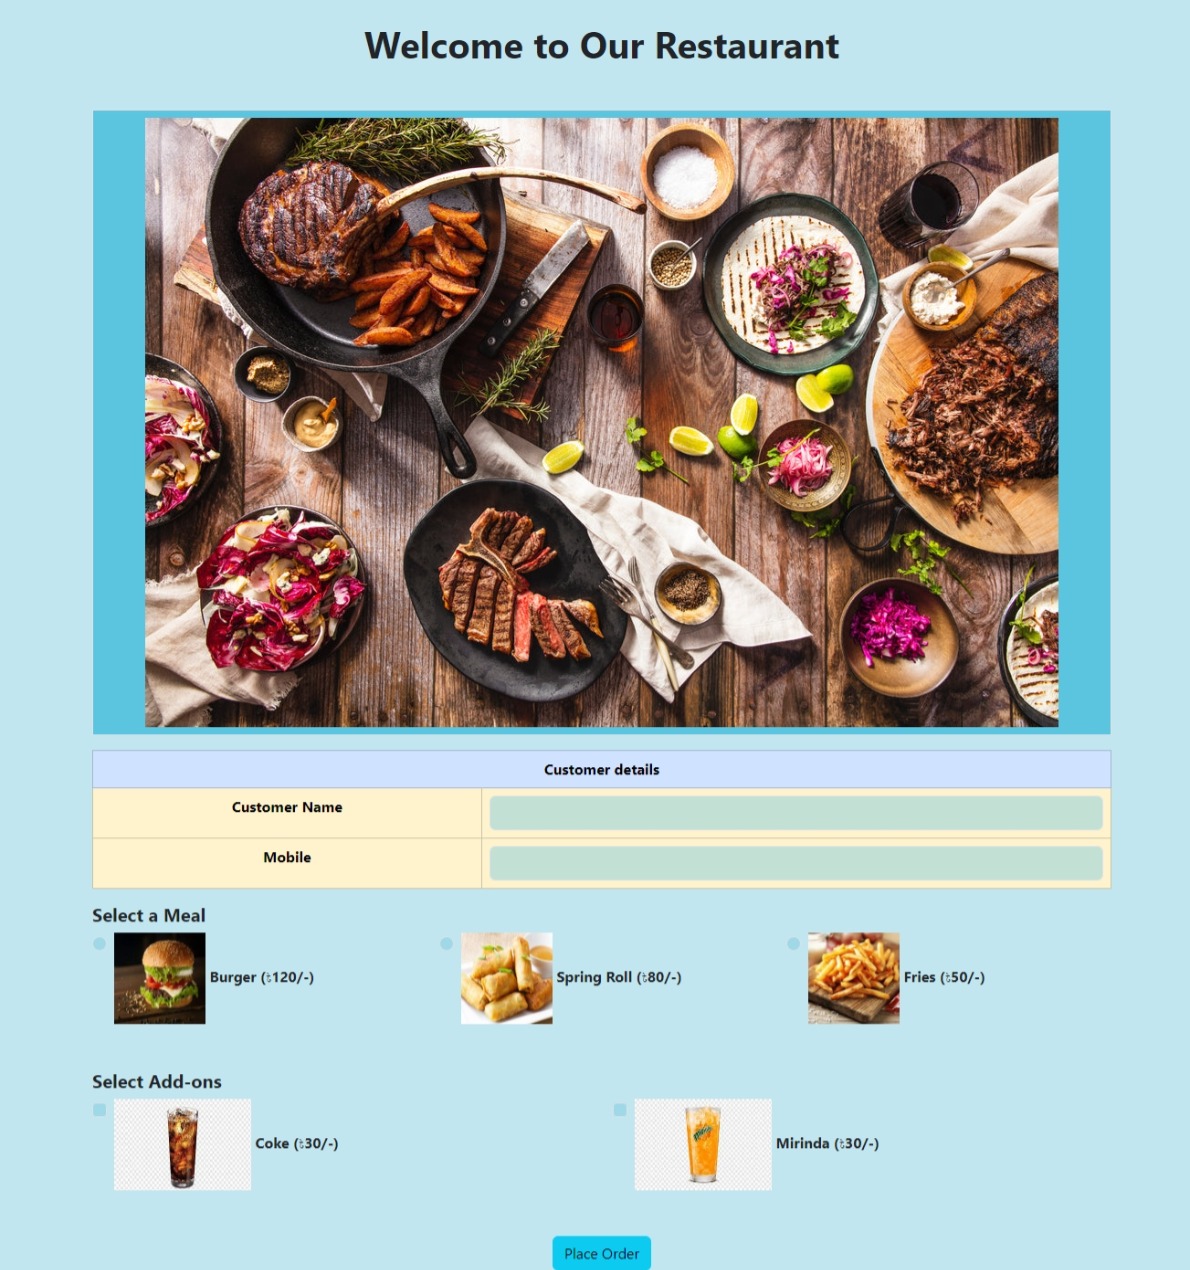 Welcome to Our Restaurant
Customer details
Customer Name
Mobile
Select a Meal
Burger (৳120/-)
Spring Roll (৳80/-)
Fries (৳50/-)
Select Add-ons
Coke (৳30/-)
Mirinda (৳30/-)
Place Order